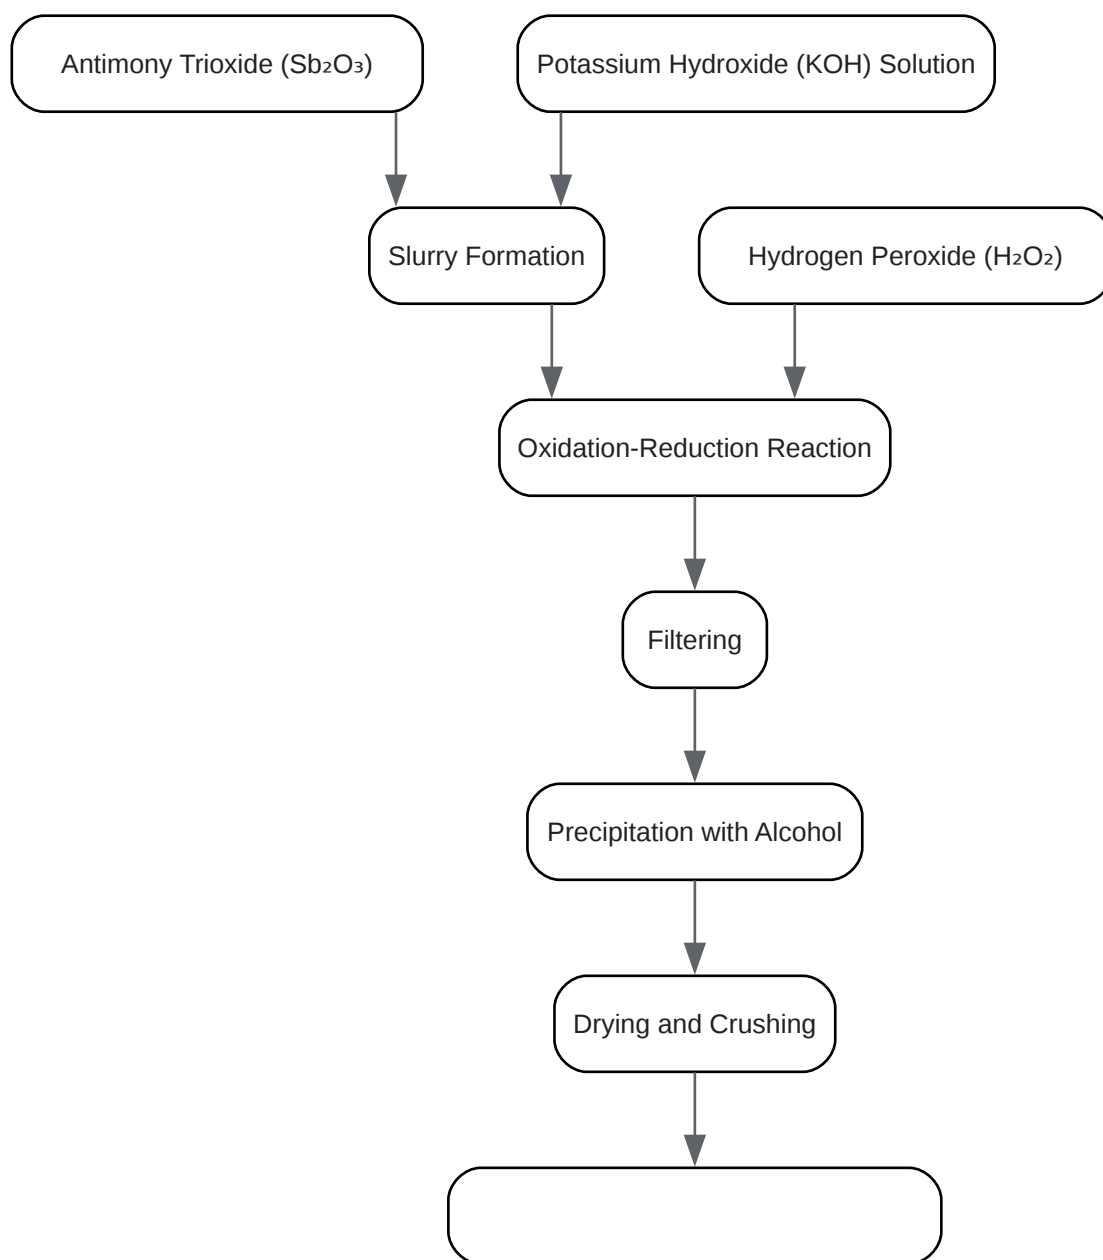 Antimony Trioxide (Sb₂O₃)
Potassium Hydroxide (KOH) Solution
Slurry Formation
Hydrogen Peroxide (H₂O₂)
Oxidation-Reduction Reaction
Filtering
Precipitation with Alcohol
Drying and Crushing